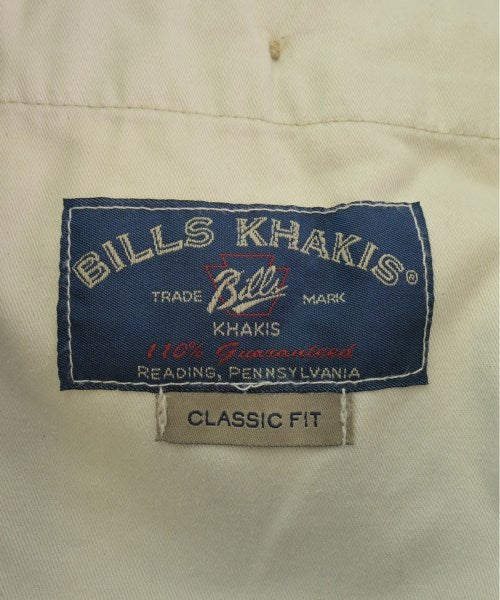 BILLS KHAKIS®
TRADE Bills MARK
KHAKIS
110% Guaranteed
READING, PENNSYLVANIA
CLASSIC FIT